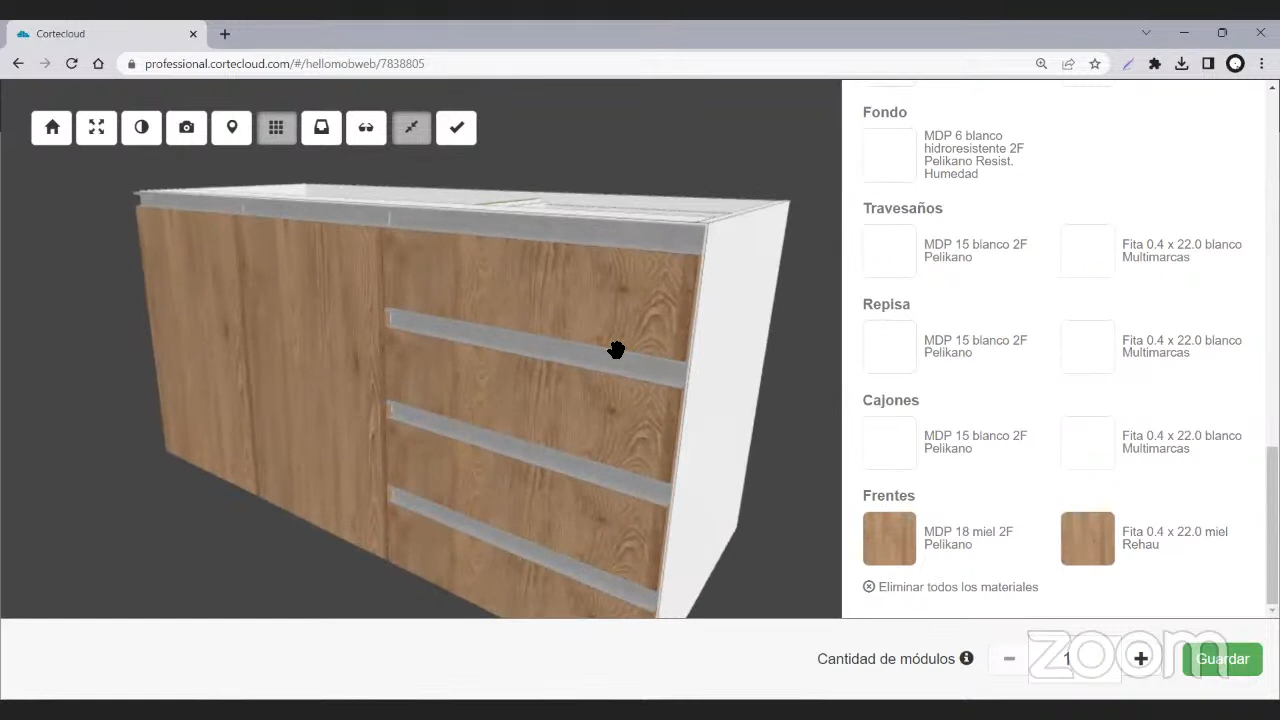 Cortecloud
professional.cortecloud.com/#/hellomobweb/7838805
Fondo
MDP 6 blanco
hidroresistente 2F
Pelikano Resist.
Humedad
Travesaños
MDP 15 blanco 2F
Pelikano
Fita 0.4 x 22.0 blanco
Multimarcas
Repisa
MDP 15 blanco 2F
Pelikano
Fita 0.4 x 22.0 blanco
Multimarcas
Cajones
MDP 15 blanco 2F
Pelikano
Fita 0.4 x 22.0 blanco
Multimarcas
Frentes
MDP 18 miel 2F
Pelikano
Fita 0.4 x 22.0 miel
Rehau
Eliminar todos los materiales
Cantidad de módulos
1
Guardar
zoom